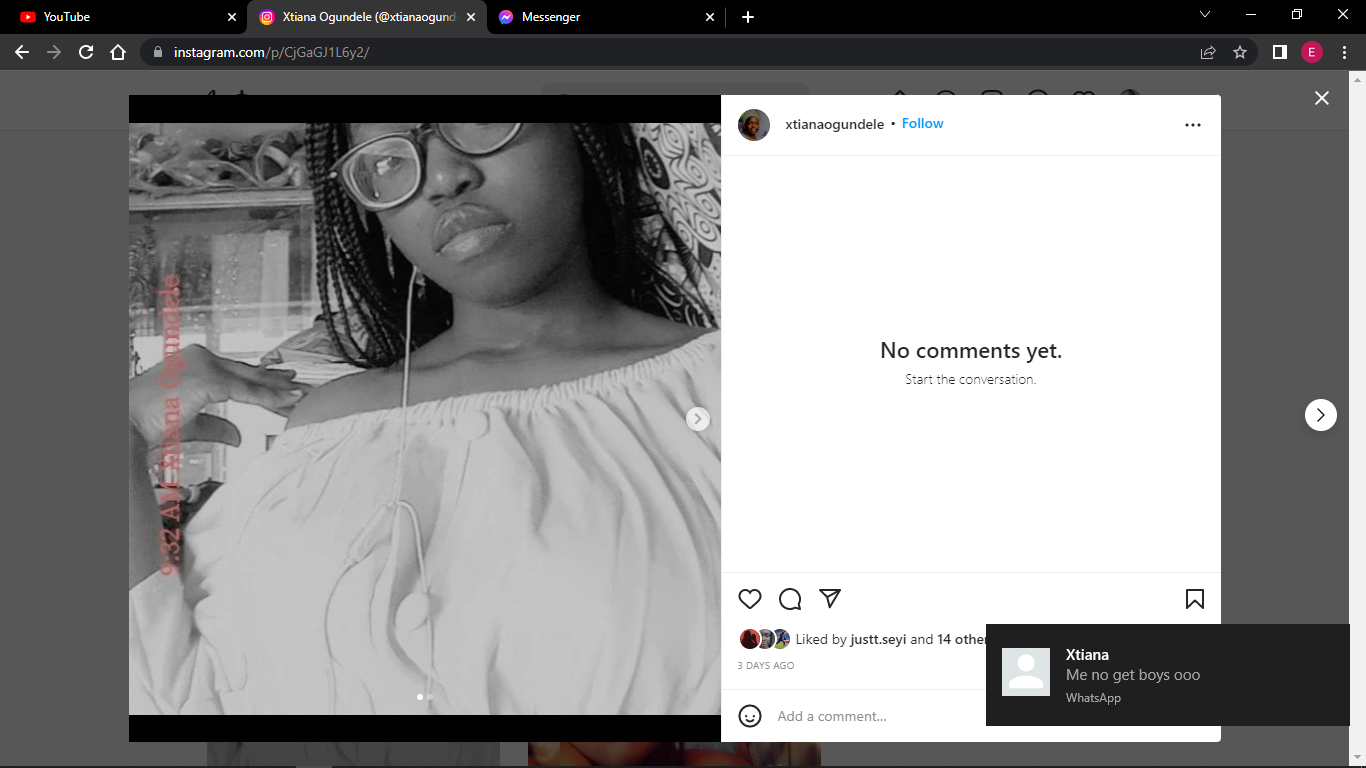 YouTube
Xtiana Ogundele (@xtianaogund
Messenger
instagram.com/p/CjGaGJ1L6y2/
E
xtianaogundele • Follow
9:32 AM Xtiana Ogundele
No comments yet.
Start the conversation.
Liked by justt.seyi and 14 other
3 DAYS AGO
Add a comment...
Xtiana
Me no get boys ooo
WhatsApp